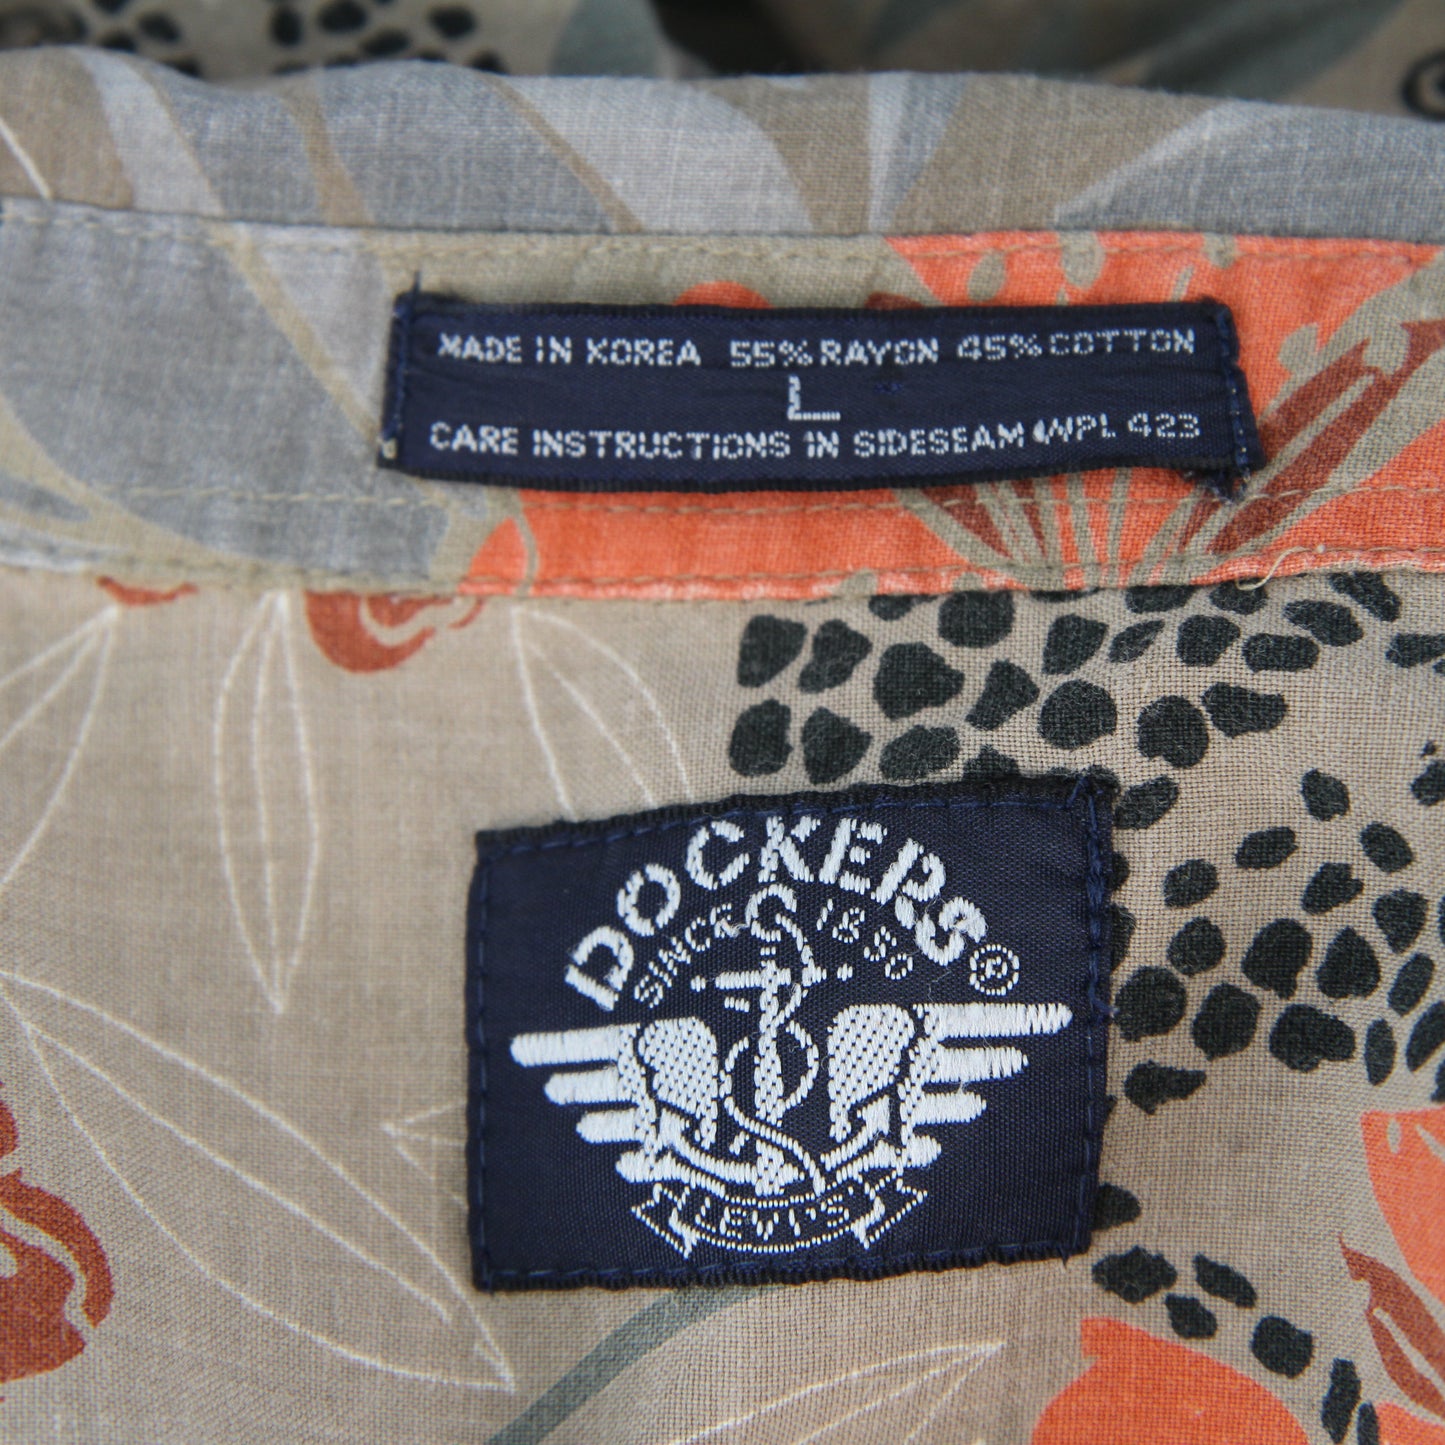 MADE IN KOREA 55% RAYON 45% COTTON
L
CARE INSTRUCTIONS IN SIDESEAM WPL 423
DOCKERS®
SINCE 1850
LEVI'S